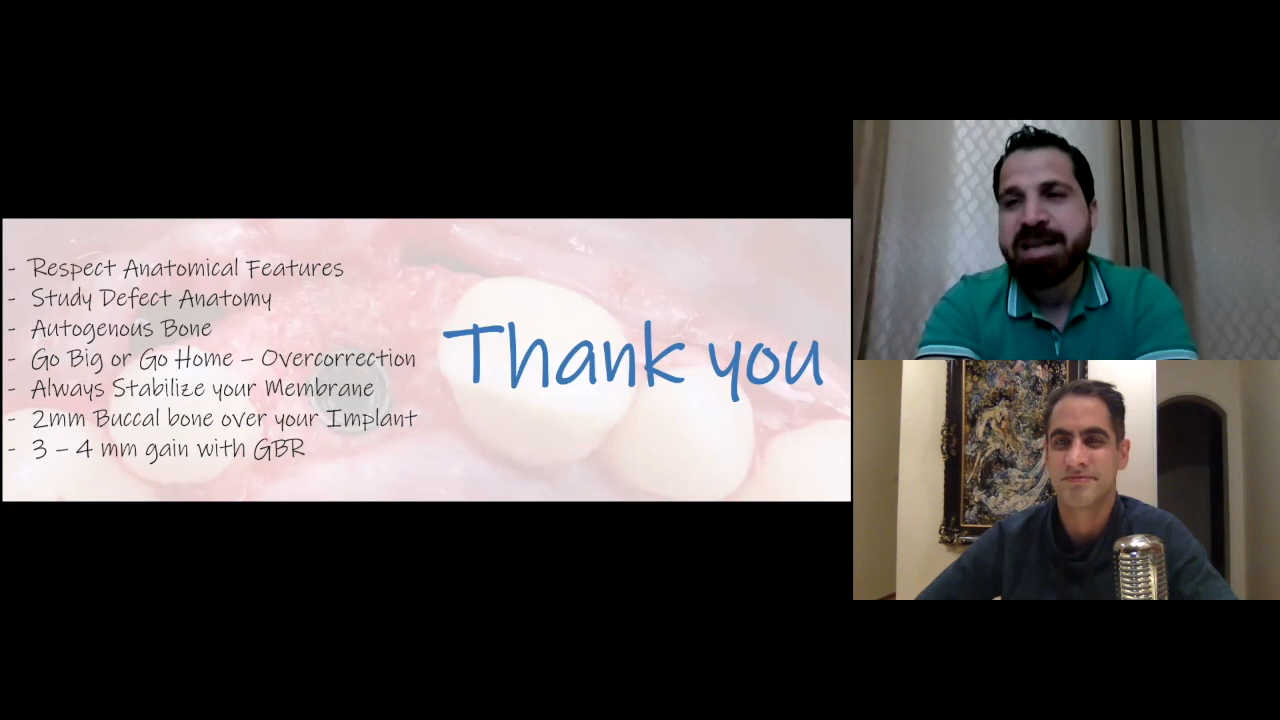 - Respect Anatomical Features
- Study Defect Anatomy
- Autogenous Bone
- Go Big or Go Home – Overcorrection
- Always Stabilize your Membrane
- 2mm Buccal bone over your Implant
- 3 – 4 mm gain with GBR
Thank you